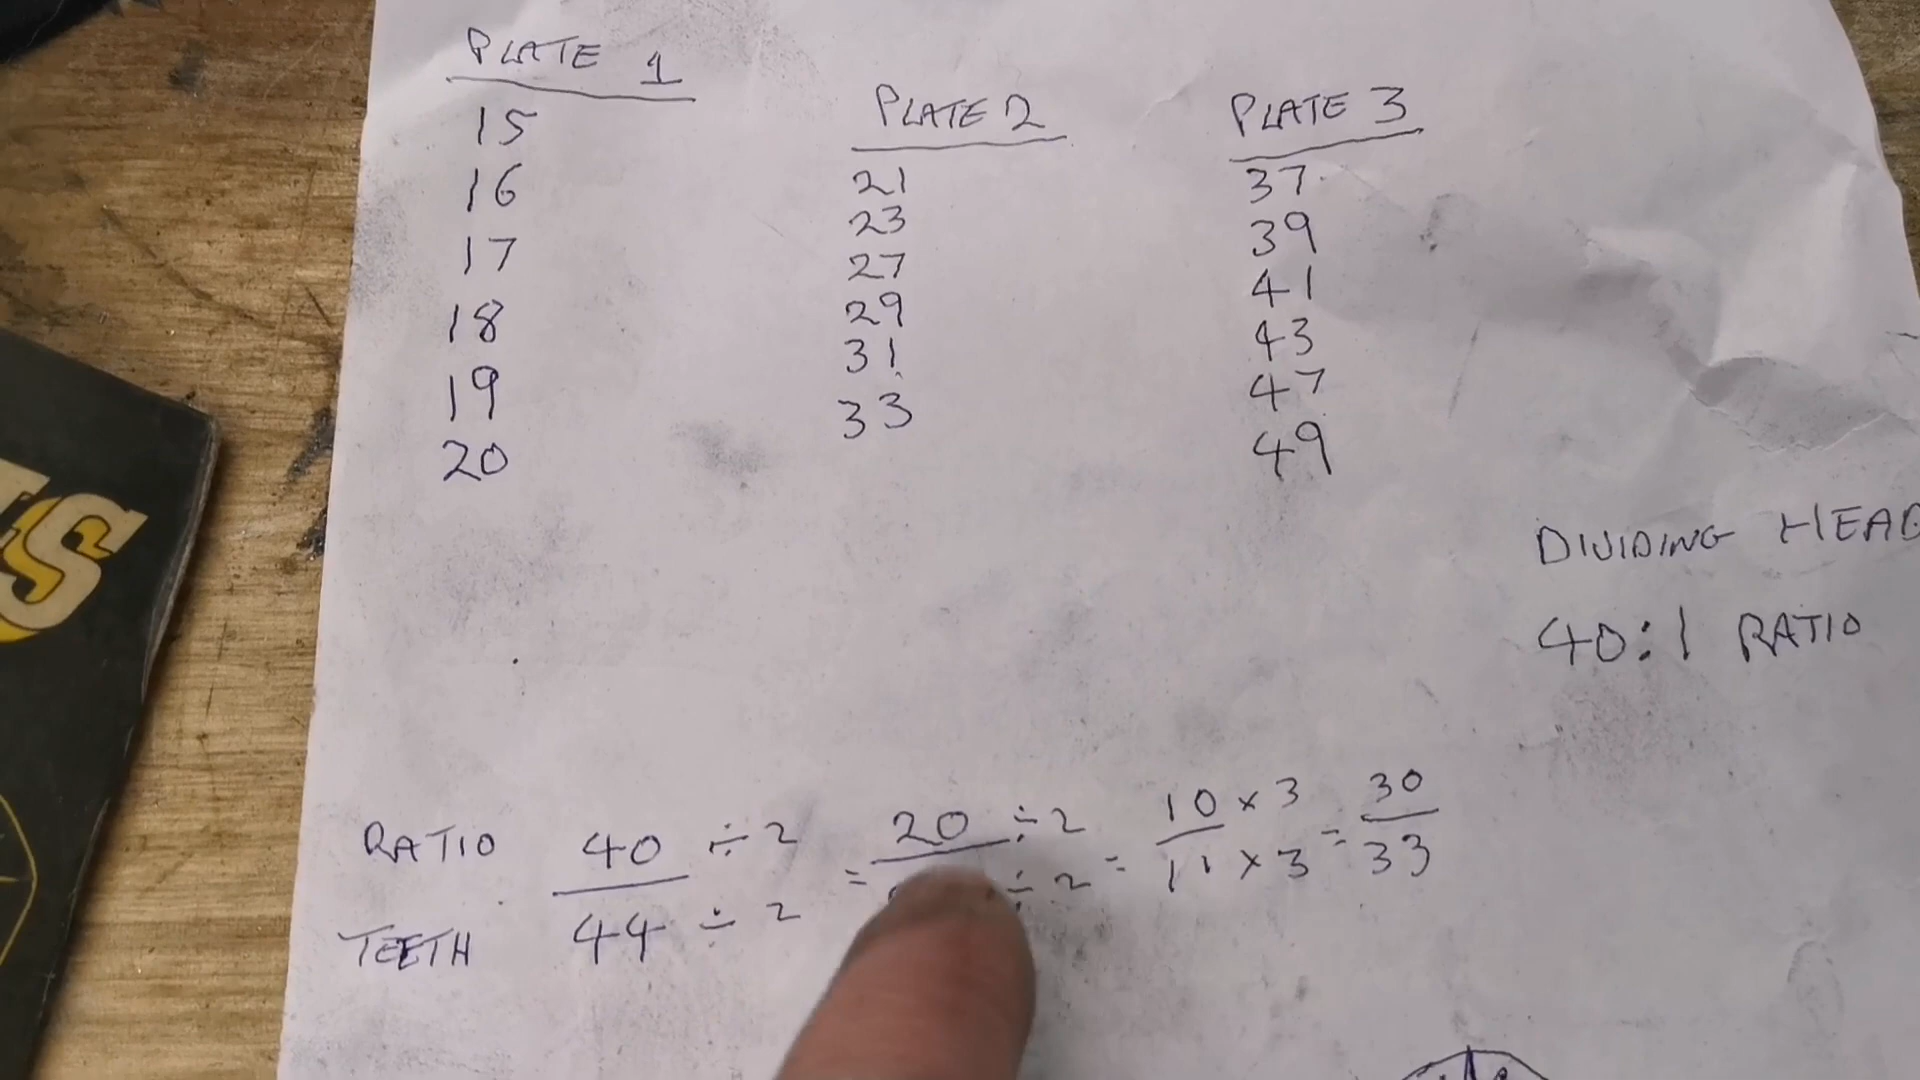 PLATE 1
15
16
17
18
19
20
PLATE 2
21
23
27
29
31
33
PLATE 3
37
39
41
43
47
49
DIVIDING HEAD
40:1 RATIO
RATIO 40 ÷ 2 = 20 ÷ 2 = 10 × 3 = 30
TEETH 44 ÷ 2 ÷ 2 11 × 3 33